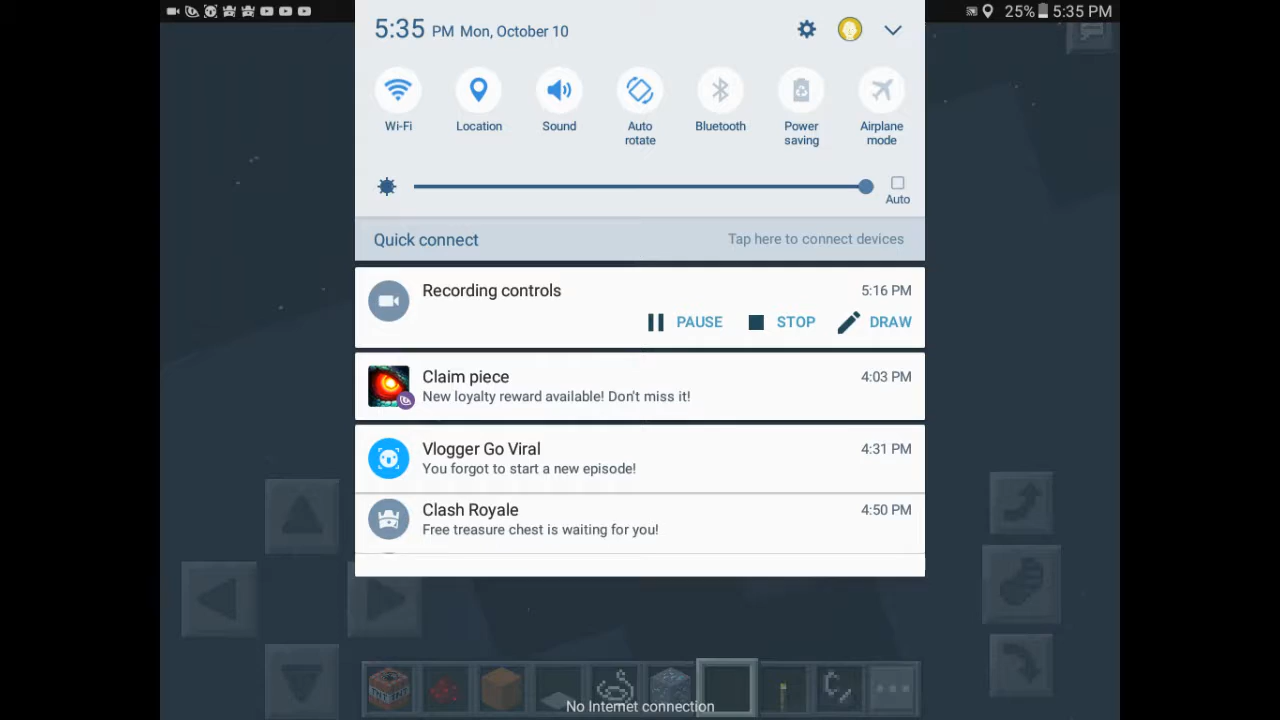 25% 5:35 PM
5:35 PM Mon, October 10
Wi-Fi
Location
Sound
Auto rotate
Bluetooth
Power saving
Airplane mode
Auto
Quick connect
Tap here to connect devices
Recording controls 5:16 PM
PAUSE STOP DRAW
Claim piece 4:03 PM
New loyalty reward available! Don't miss it!
Vlogger Go Viral 4:31 PM
You forgot to start a new episode!
Clash Royale 4:50 PM
Free treasure chest is waiting for you!
No Internet connection